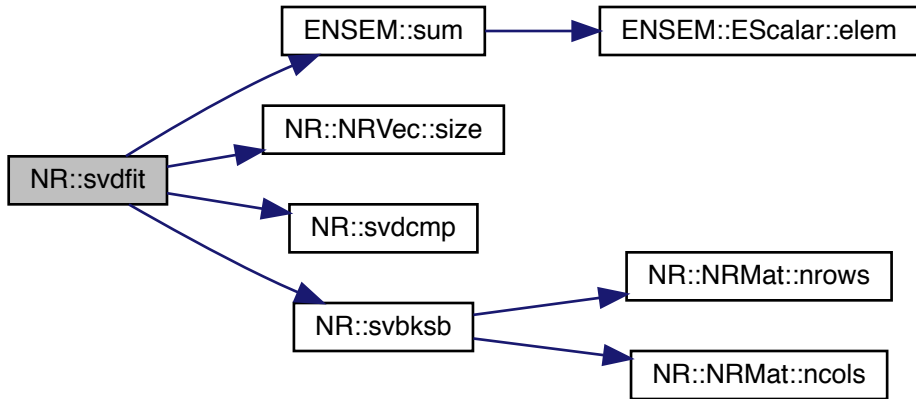 NR::svdfit
ENSEM::sum
ENSEM::EScalar::elem
NR::NRVec::size
NR::svdcmp
NR::svbksb
NR::NRMat::nrows
NR::NRMat::ncols